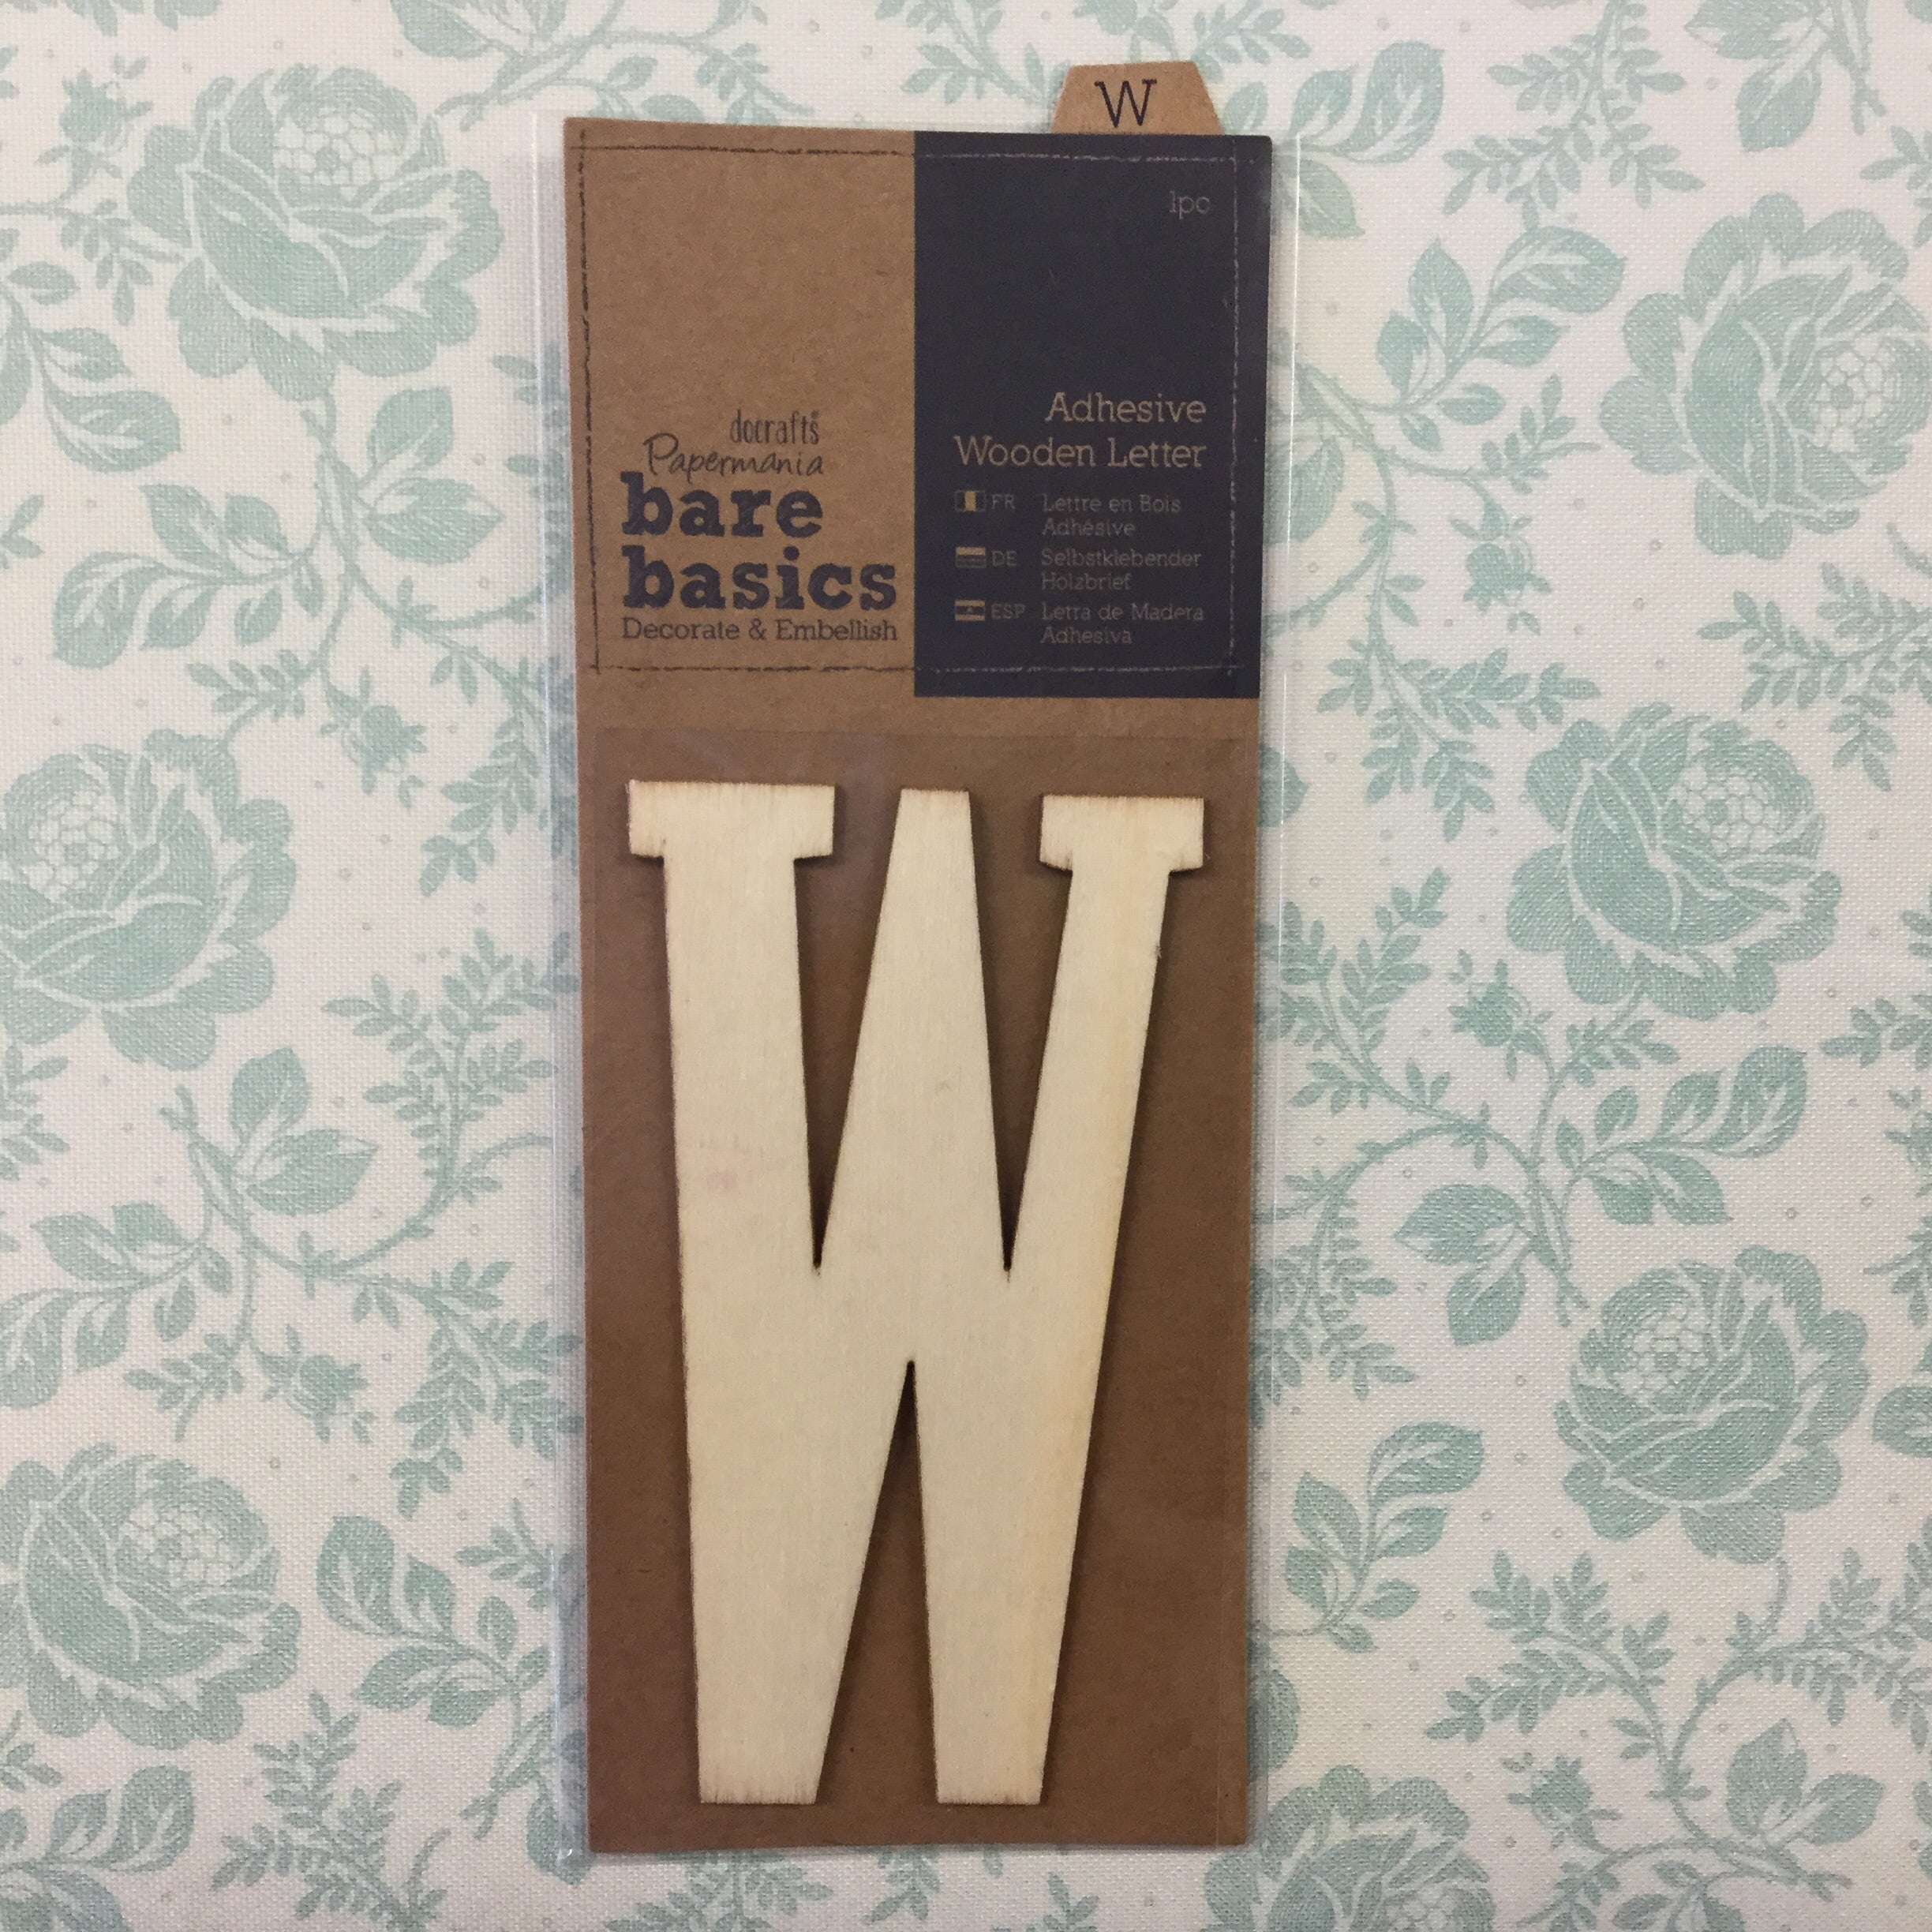 W
1pc
docrafts®
Papermania
bare
basics
Decorate & Embellish
Adhesive
Wooden Letter
FR Lettre en Bois
Adhésive
DE Selbstklebender
Holzbrief
ESP Letra de Madera
Adhesiva
W